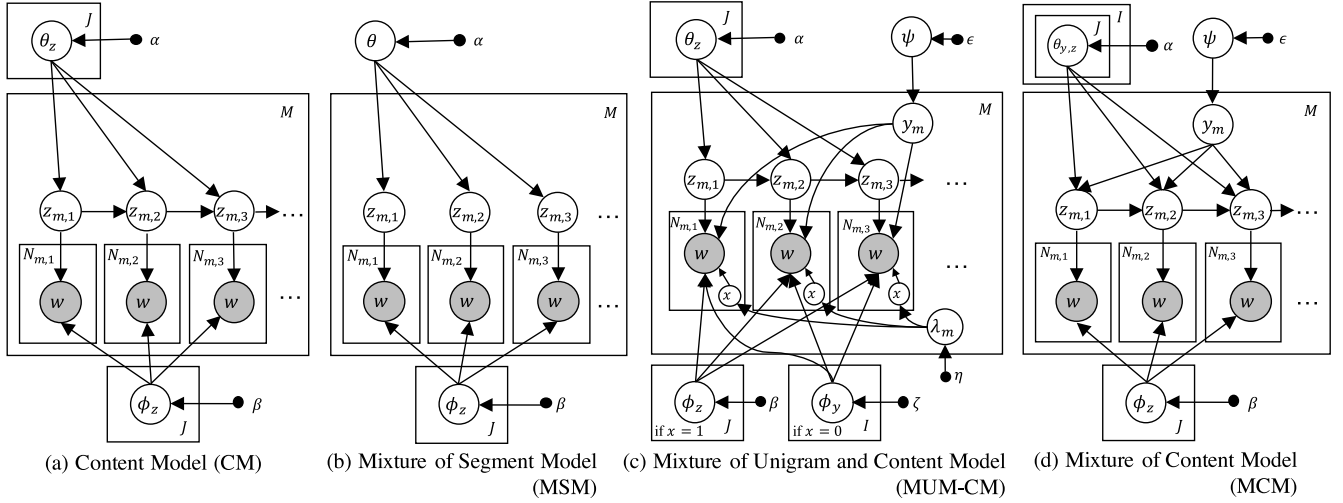 J
θ_z
α
M
z_{m,1}
z_{m,2}
z_{m,3}
...
N_{m,1}
N_{m,2}
N_{m,3}
w
w
w
...
ϕ_z
β
J
(a) Content Model (CM)
θ
α
M
z_{m,1}
z_{m,2}
z_{m,3}
...
N_{m,1}
N_{m,2}
N_{m,3}
w
w
w
...
ϕ_z
β
J
(b) Mixture of Segment Model
(MSM)
J
θ_z
α
ψ
ϵ
M
y_m
z_{m,1}
z_{m,2}
z_{m,3}
...
N_{m,1}
N_{m,2}
N_{m,3}
w
w
w
...
x
x
x
λ_m
η
ϕ_z
β
if x = 1
J
ϕ_y
ζ
if x = 0
I
(c) Mixture of Unigram and Content Model
(MUM-CM)
I
J
θ_{y,z}
α
ψ
ϵ
M
y_m
z_{m,1}
z_{m,2}
z_{m,3}
...
N_{m,1}
N_{m,2}
N_{m,3}
w
w
w
...
ϕ_z
β
J
(d) Mixture of Content Model
(MCM)